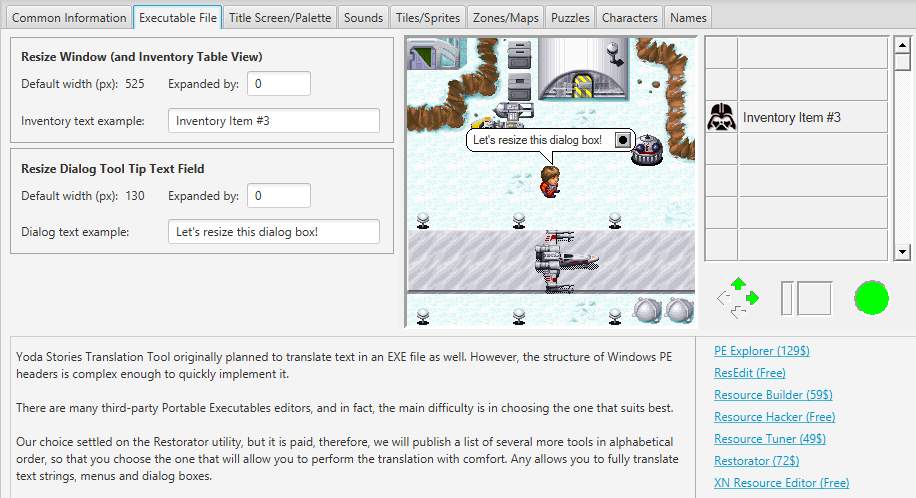 Common Information
Executable File
Title Screen/Palette
Sounds
Tiles/Sprites
Zones/Maps
Puzzles
Characters
Names
Resize Window (and Inventory Table View)
Default width (px): 525 Expanded by: 0
Inventory text example: Inventory Item #3
Resize Dialog Tool Tip Text Field
Default width (px): 130 Expanded by: 0
Dialog text example: Let's resize this dialog box!
Let's resize this dialog box!
Inventory Item #3
Yoda Stories Translation Tool originally planned to translate text in an EXE file as well. However, the structure of Windows PE
headers is complex enough to quickly implement it.
There are many third-party Portable Executables editors, and in fact, the main difficulty is in choosing the one that suits best.
Our choice settled on the Restorator utility, but it is paid, therefore, we will publish a list of several more tools in alphabetical
order, so that you choose the one that will allow you to perform the translation with comfort. Any allows you to fully translate
text strings, menus and dialog boxes.
PE Explorer (129$)
ResEdit (Free)
Resource Builder (59$)
Resource Hacker (Free)
Resource Tuner (49$)
Restorator (72$)
XN Resource Editor (Free)